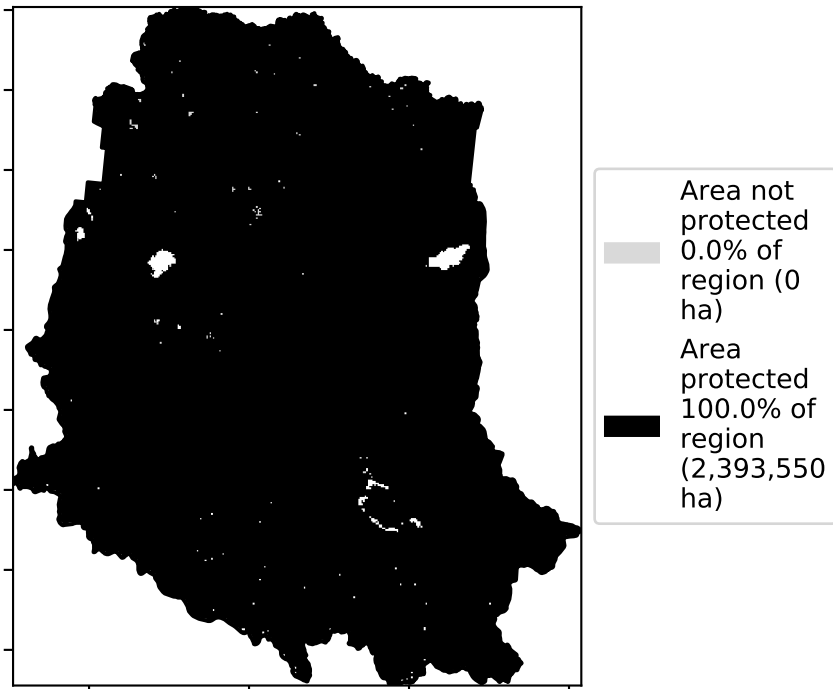 Area not
protected
0.0% of
region (0
ha)
Area
protected
100.0% of
region
(2,393,550
ha)